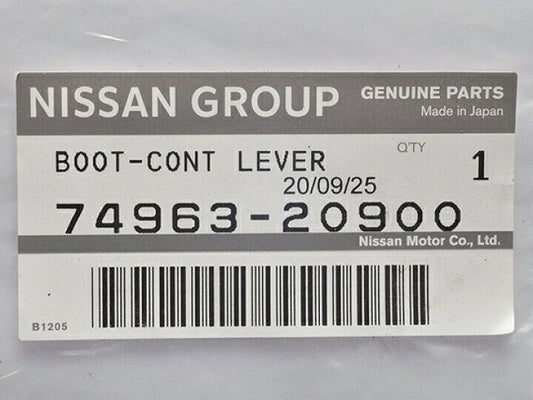 NISSAN GROUP
GENUINE PARTS
Made in Japan
BOOT-CONT LEVER
Q'TY
1
20/09/25
74963-20900
Nissan Motor Co., Ltd.
B1205